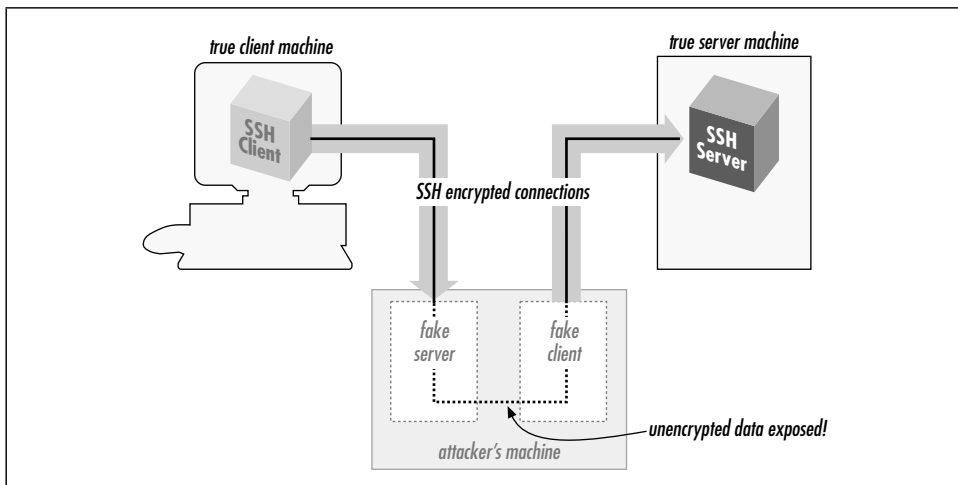 true client machine
true server machine
SSH
Client
SSH
Server
SSH encrypted connections
fake
server
fake
client
unencrypted data exposed!
attacker's machine